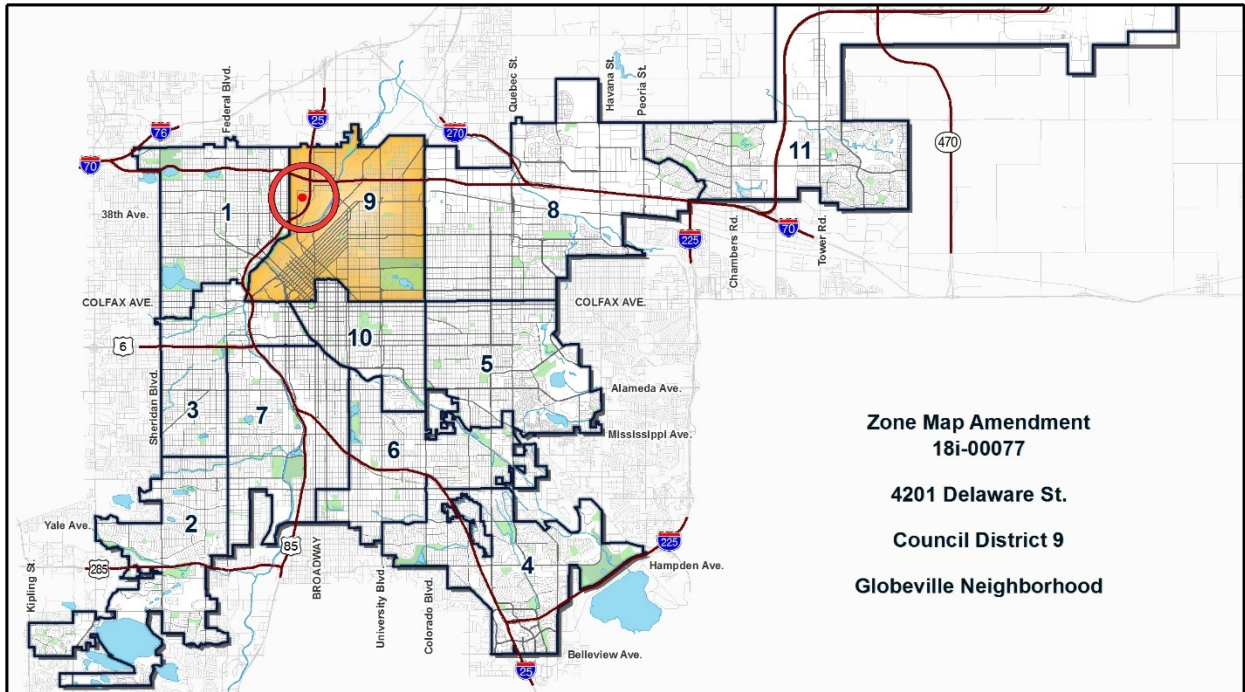 Federal Blvd.
Quebec St.
Havana St.
Peoria St.
25
76
70
270
470
11
1
9
8
38th Ave.
225
Chambers Rd.
70
Tower Rd.
COLFAX AVE.
COLFAX AVE.
10
6
5
Sheridan Blvd.
Alameda Ave.
3
7
Mississippi Ave.
6
Zone Map Amendment
18i-00077
4201 Delaware St.
Council District 9
Globeville Neighborhood
2
Yale Ave.
85
BROADWAY
225
Hampden Ave.
4
285
Kipling St.
University Blvd.
Colorado Blvd.
Belleview Ave.
25